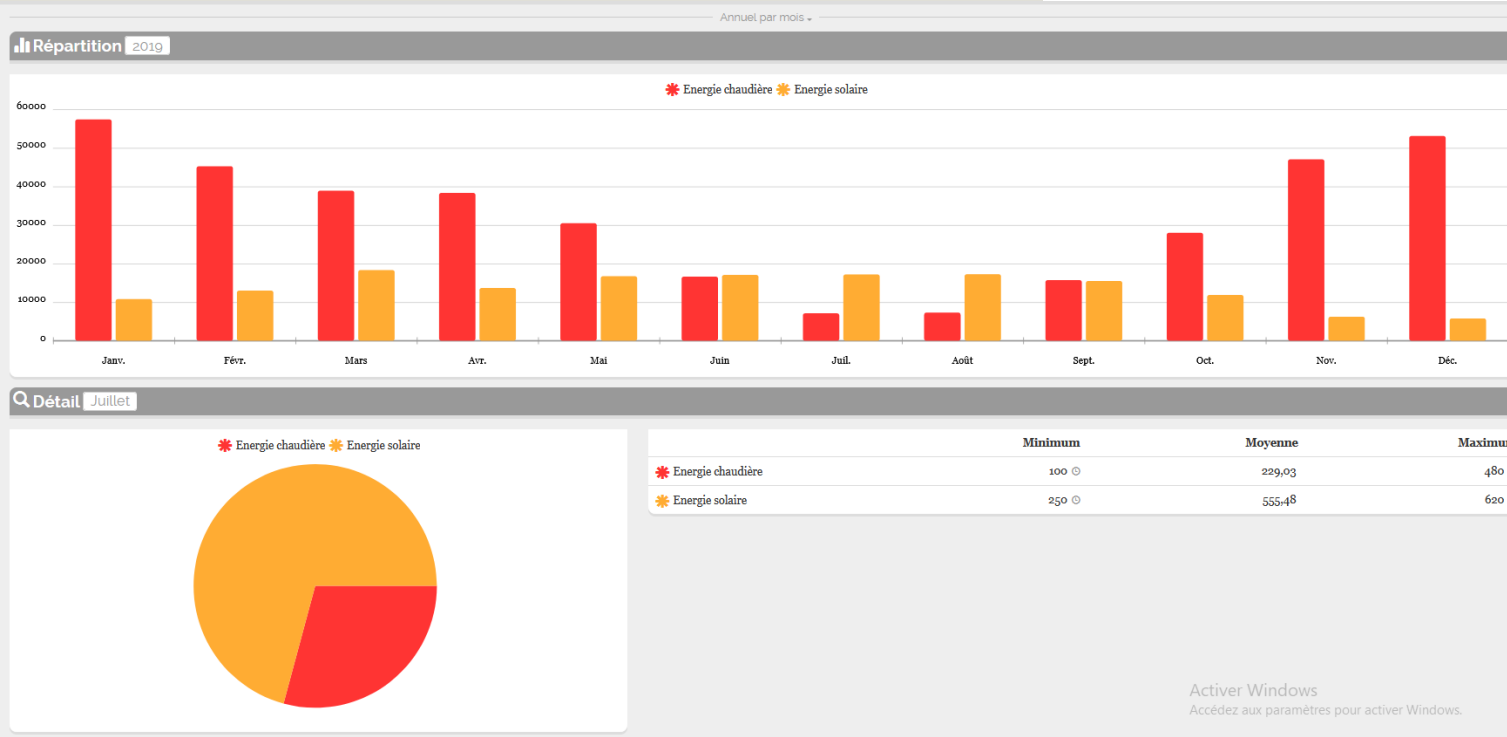 Annuel par mois
Répartition 2019
Energie chaudière Energie solaire
60000
50000
40000
30000
20000
10000
0
Janv. Févr. Mars Avr. Mai Juin Juil. Août Sept. Oct. Nov. Déc.
Détail Juillet
Energie chaudière Energie solaire
Minimum Moyenne Maximu
Energie chaudière 100 229,03 480
Energie solaire 250 555,48 620
Activer Windows
Accédez aux paramètres pour activer Windows.